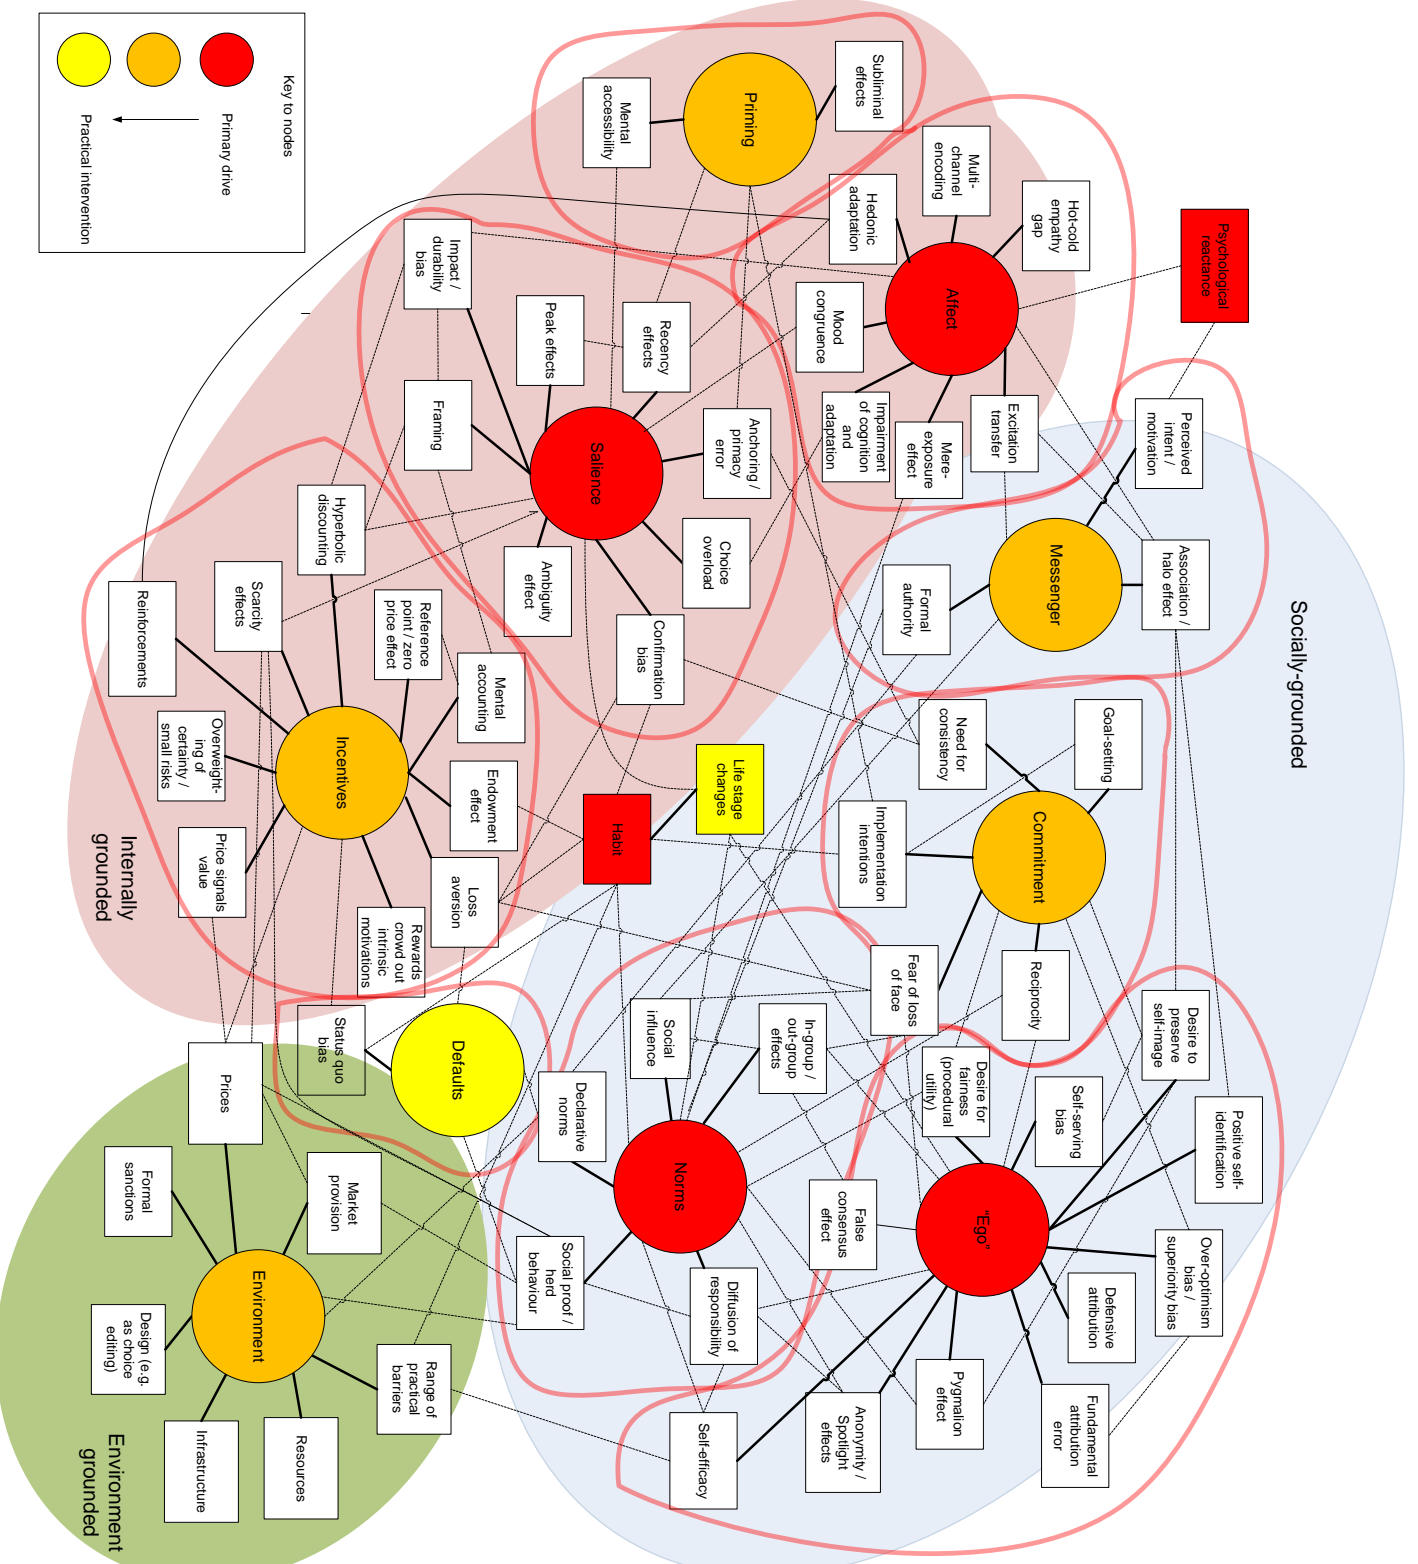 Key to nodes
Primary drive
Practical intervention
Psychological
reactance
Hot-cold
empathy
gap
Multi-
channel
encoding
Hedonic
adaptation
Subliminal
effects
Priming
Mental
accessibility
Affect
Mood
congruence
Impairment
of cognition
and
adaptation
Mere-
exposure
effect
Excitation
transfer
Impact /
durability
bias
Peak effects
Recency
effects
Framing
Salience
Anchoring /
primacy
error
Choice
overload
Ambiguity
effect
Confirmation
bias
Socially-grounded
Perceived
intent /
motivation
Messenger
Association /
halo effect
Formal
authority
Hyperbolic
discounting
Scarcity
effects
Reinforcements
Reference
point / zero
price effect
Mental
accounting
Incentives
Overweight-
ing of
certainty /
small risks
Price signals
value
Endowment
effect
Loss
aversion
Rewards
crowd out
intrinsic
motivations
Internally
grounded
Life stage
changes
Habit
Goal-setting
Need for
consistency
Commitment
Implementation
intentions
Reciprocity
Fear of loss
of face
Desire to
preserve
self-image
Positive self-
identification
Self-serving
bias
Desire for
fairness
(procedural
utility)
In-group /
out-group
effects
Social
influence
Declarative
norms
Defaults
Status quo
bias
Prices
Norms
"Ego"
False
consensus
effect
Over-optimism
bias /
superiority bias
Defensive
attribution
Fundamental
attribution
error
Pygmalion
effect
Anonymity /
Spotlight
effects
Self-efficacy
Diffusion of
responsibility
Social proof /
herd
behaviour
Market
provision
Formal
sanctions
Environment
Design (e.g.
as choice
editing)
Infrastructure
Resources
Range of
practical
barriers
Environment
grounded